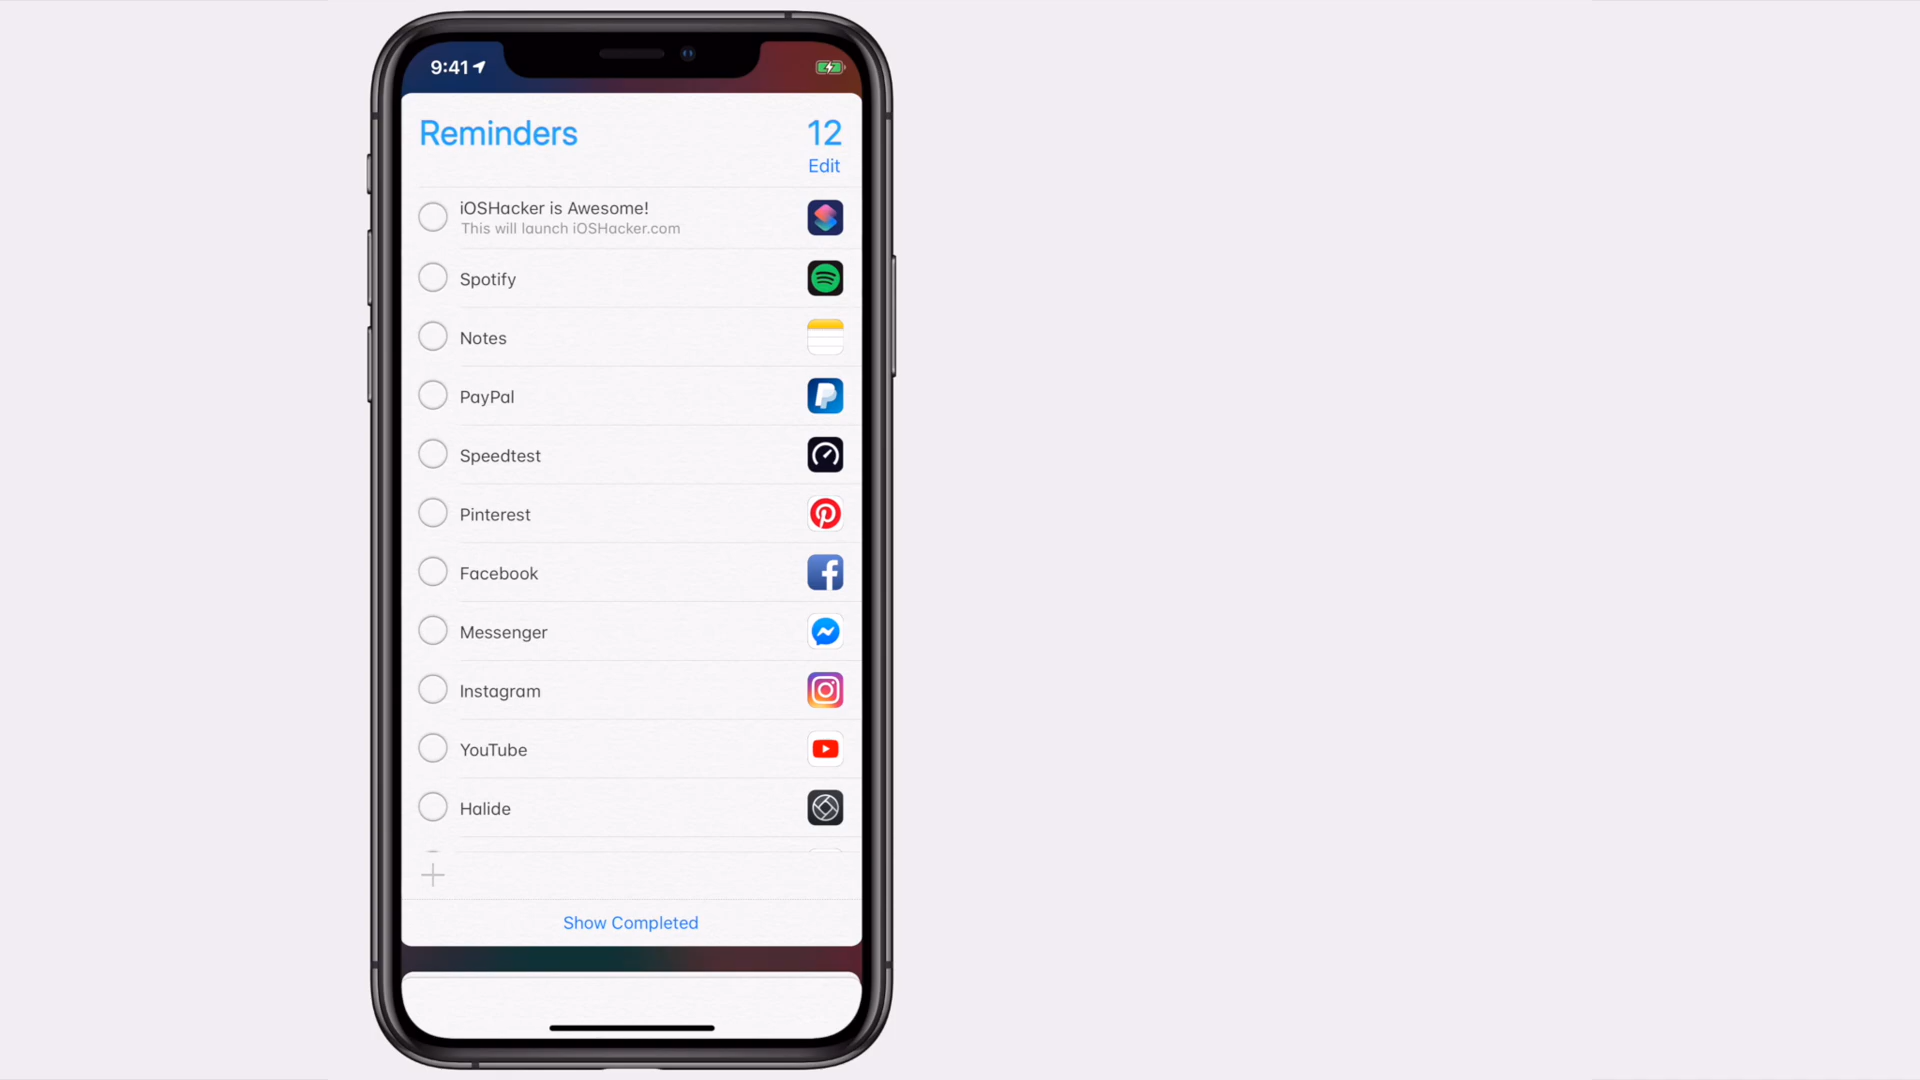 9:41
Reminders
12
Edit
iOSHacker is Awesome!
This will launch iOSHacker.com
Spotify
Notes
PayPal
Speedtest
Pinterest
Facebook
Messenger
Instagram
YouTube
Halide
Show Completed